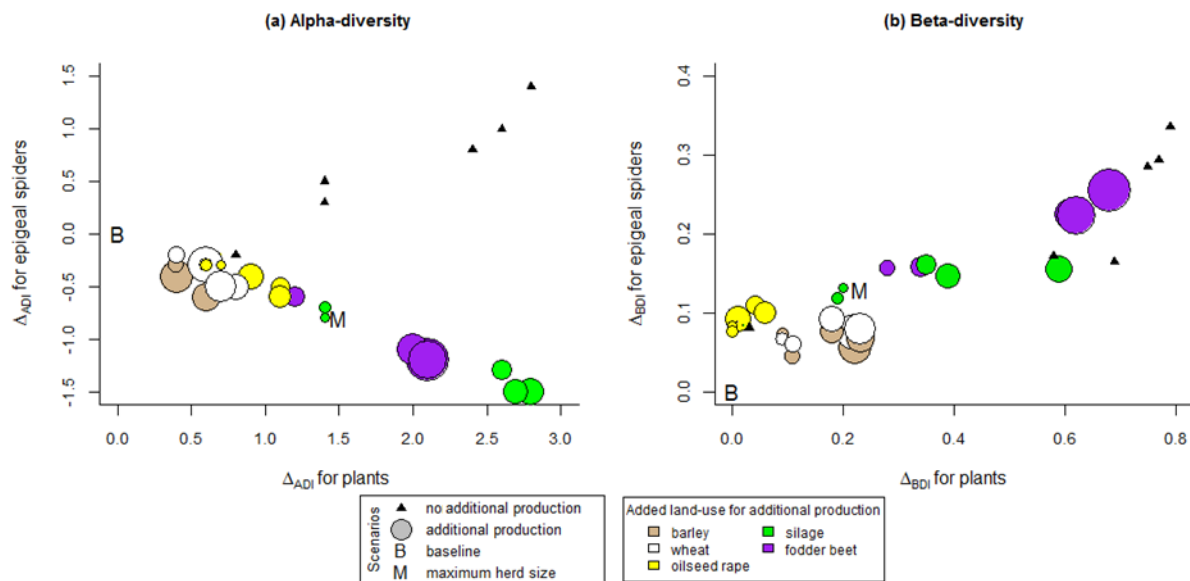 (a) Alpha-diversity
(b) Beta-diversity
Δ_ADI for epigeal spiders
1.5
1.0
0.5
0.0
-0.5
-1.0
-1.5
B
M
0.0 0.5 1.0 1.5 2.0 2.5 3.0
Δ_ADI for plants
Δ_BDI for epigeal spiders
0.4
0.3
0.2
0.1
0.0
M
B
0.0 0.2 0.4 0.6 0.8
Δ_BDI for plants
Scenarios
no additional production
additional production
B baseline
M maximum herd size
Added land-use for additional production
barley
wheat
oilseed rape
silage
fodder beet